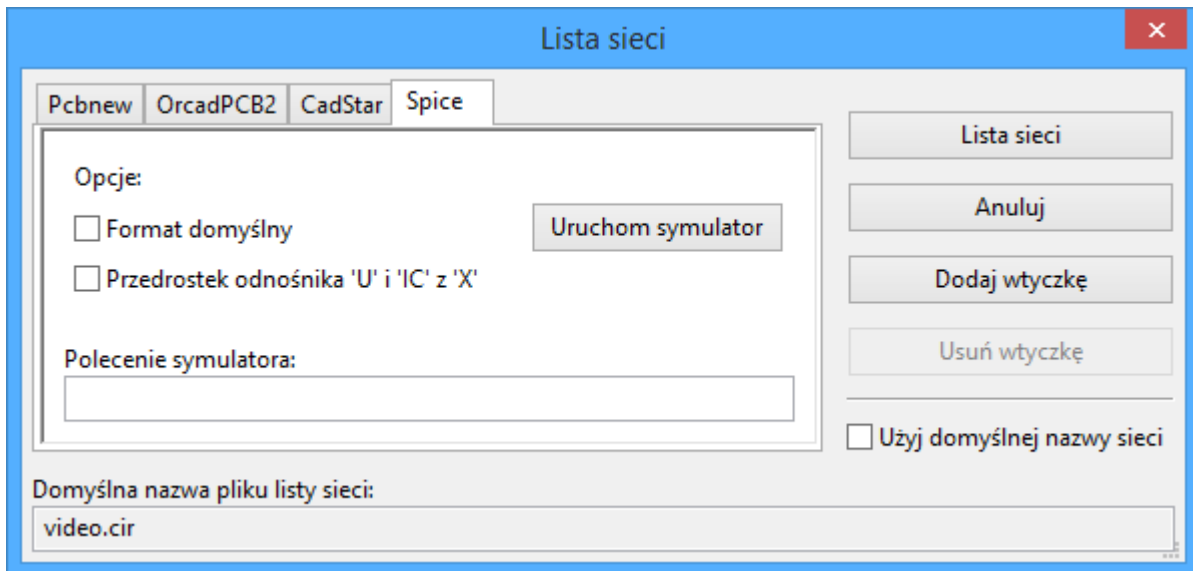 Lista sieci
Pcbnew OrcadPCB2 CadStar Spice
Lista sieci
Opcje:
Anuluj
Format domyślny
Uruchom symulator
Przedrostek odnośnika 'U' i 'IC' z 'X'
Dodaj wtyczkę
Polecenie symulatora:
Usuń wtyczkę
Użyj domyślnej nazwy sieci
Domyślna nazwa pliku listy sieci:
video.cir